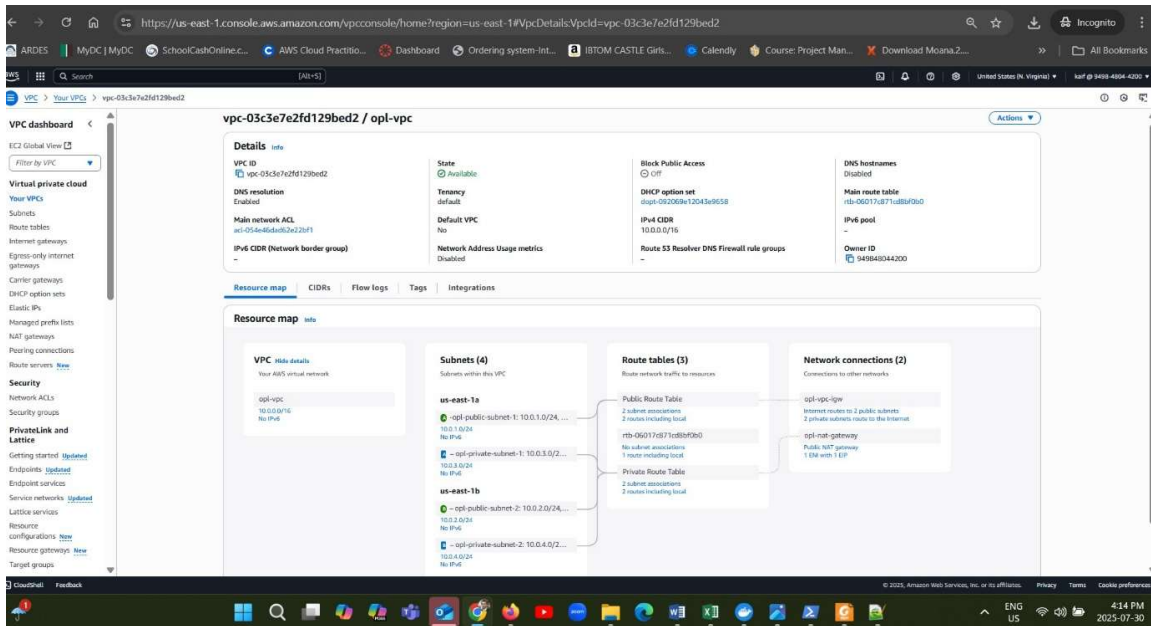 https://us-east-1.console.aws.amazon.com/vpcconsole/home?region=us-east-1#VpcDetails:VpcId=vpc-03c3e7e2fd129bed2
Incognito
ARDES
MyDC | MyDC
SchoolCashOnline.c...
AWS Cloud Practitio...
Dashboard
Ordering system-Int...
IBTOM CASTLE Girls...
Calendly
Course: Project Man...
Download Moana.2....
»
All Bookmarks
aws
Search
[Alt+S]
United States (N. Virginia)
kaif @ 9498-4804-4200
VPC > Your VPCs > vpc-03c3e7e2fd129bed2
VPC dashboard
EC2 Global View
Filter by VPC
Virtual private cloud
Your VPCs
Subnets
Route tables
Internet gateways
Egress-only internet
gateways
Carrier gateways
DHCP option sets
Elastic IPs
Managed prefix lists
NAT gateways
Peering connections
Route servers New
Security
Network ACLs
Security groups
PrivateLink and
Lattice
Getting started Updated
Endpoints Updated
Endpoint services
Service networks Updated
Lattice services
Resource
configurations New
Resource gateways New
Target groups
vpc-03c3e7e2fd129bed2 / opl-vpc
Actions
Details Info
VPC ID
vpc-03c3e7e2fd129bed2
State
Available
Block Public Access
Off
DNS hostnames
Disabled
DNS resolution
Enabled
Tenancy
default
DHCP option set
dopt-092069e12043e9658
Main route table
rtb-06017c871cd8bf0b0
Main network ACL
acl-054e46dad62e22bf1
Default VPC
No
IPv4 CIDR
10.0.0.0/16
IPv6 pool
–
IPv6 CIDR (Network border group)
–
Network Address Usage metrics
Disabled
Route 53 Resolver DNS Firewall rule groups
–
Owner ID
949848044200
Resource map
CIDRs
Flow logs
Tags
Integrations
Resource map Info
VPC Hide details
Your AWS virtual network
opl-vpc
10.0.0.0/16
No IPv6
Subnets (4)
Subnets within this VPC
us-east-1a
A -opl-public-subnet-1: 10.0.1.0/24, ...
10.0.1.0/24
No IPv6
A – opl-private-subnet-1: 10.0.3.0/2...
10.0.3.0/24
No IPv6
us-east-1b
– opl-public-subnet-2: 10.0.2.0/24,...
10.0.2.0/24
No IPv6
– opl-private-subnet-2: 10.0.4.0/2...
10.0.4.0/24
No IPv6
Route tables (3)
Route network traffic to resources
Public Route Table
2 subnet associations
2 routes including local
rtb-06017c871cd8bf0b0
No subnet associations
1 route including local
Private Route Table
2 subnet associations
2 routes including local
Network connections (2)
Connections to other networks
opl-vpc-igw
Internet routes to 2 public subnets
2 private subnets route to the Internet
opl-nat-gateway
Public NAT gateway
1 ENI with 1 EIP
CloudShell
Feedback
© 2025, Amazon Web Services, Inc. or its affiliates.
Privacy
Terms
Cookie preferences
ENG
US
4:14 PM
2025-07-30